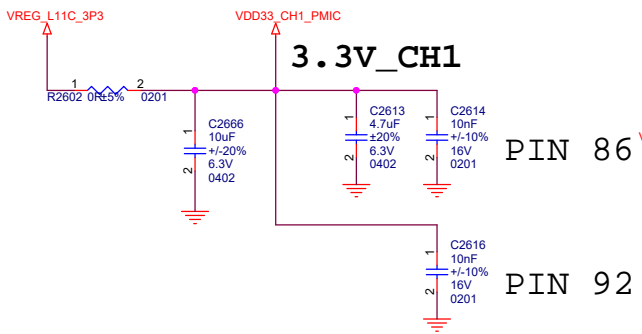 VREG_L11C_3P3
VDD33_CH1_PMIC
3.3V_CH1
1
2
R2602 0R±5% 0201
C2666
10uF
+/-20%
6.3V
0402
1
2
C2613
4.7uF
±20%
6.3V
0402
1
2
C2614
10nF
+/-10%
16V
0201
1
2
PIN 86
C2616
10nF
+/-10%
16V
0201
1
2
PIN 92